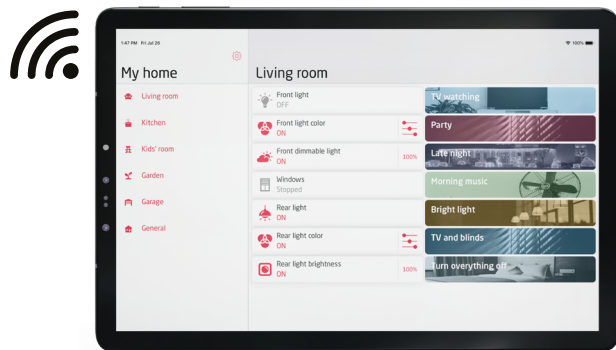 1:47 PM Fri Jul 29
100%
My home
Living room
Kitchen
Kids' room
Garden
Garage
General
Living room
Front light
OFF
Front light color
ON
Front dimmable light
ON
100%
Windows
Stopped
Rear light
ON
Rear light color
ON
Rear light brightness
ON
100%
TV watching
Party
Late night
Morning music
Bright light
TV and blinds
Turn overything off